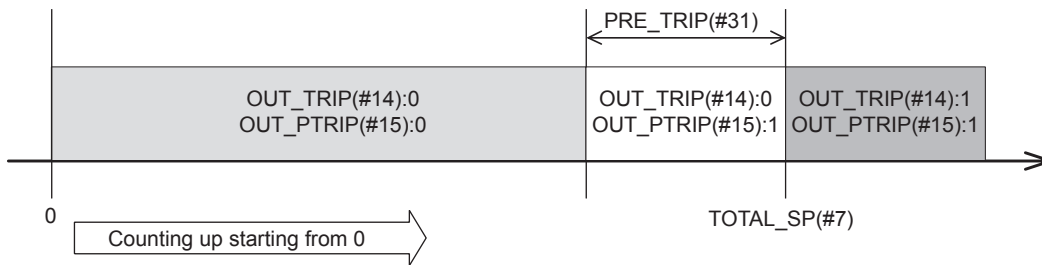 PRE_TRIP(#31)
OUT_TRIP(#14):0
OUT_PTRIP(#15):0
OUT_TRIP(#14):0
OUT_PTRIP(#15):1
OUT_TRIP(#14):1
OUT_PTRIP(#15):1
0
TOTAL_SP(#7)
Counting up starting from 0